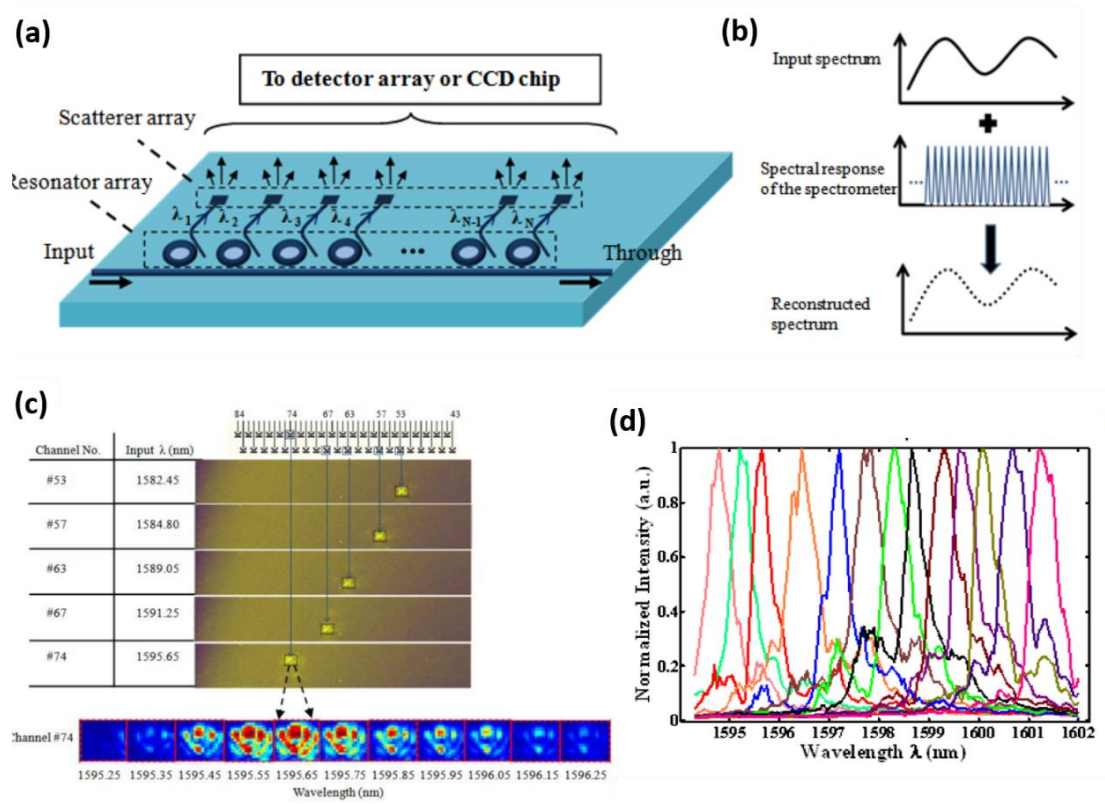 (a)
To detector array or CCD chip
Scatterer array
Resonator array
λ1 λ2 λ3 λ4 ... λN-1 λN
Input
Through
(b)
Input spectrum
Spectral response
of the spectrometer
... ...
Reconstructed
spectrum
(c)
84 74 67 63 57 53 43
Channel No. Input λ (nm)
#53 1582.45
#57 1584.80
#63 1589.05
#67 1591.25
#74 1595.65
Channel #74
1595.25 1595.35 1595.45 1595.55 1595.65 1595.75 1595.85 1595.95 1596.05 1596.15 1596.25
Wavelength (nm)
(d)
Normalized Intensity (a.u.)
1
0.8
0.6
0.4
0.2
0
1595 1596 1597 1598 1599 1600 1601 1602
Wavelength λ (nm)